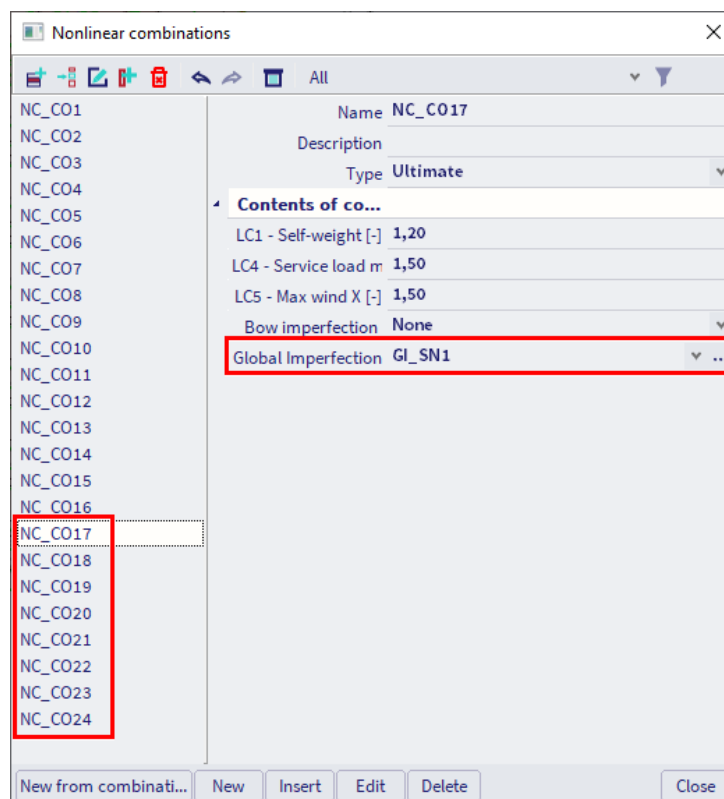 Nonlinear combinations
All
NC_CO1
NC_CO2
NC_CO3
NC_CO4
NC_CO5
NC_CO6
NC_CO7
NC_CO8
NC_CO9
NC_CO10
NC_CO11
NC_CO12
NC_CO13
NC_CO14
NC_CO15
NC_CO16
NC_CO17
NC_CO18
NC_CO19
NC_CO20
NC_CO21
NC_CO22
NC_CO23
NC_CO24
Name NC_CO17
Description
Type Ultimate
Contents of co...
LC1 - Self-weight [-] 1,20
LC4 - Service load m 1,50
LC5 - Max wind X [-] 1,50
Bow imperfection None
Global Imperfection GI_SN1 ..
New from combinati... New Insert Edit Delete Close